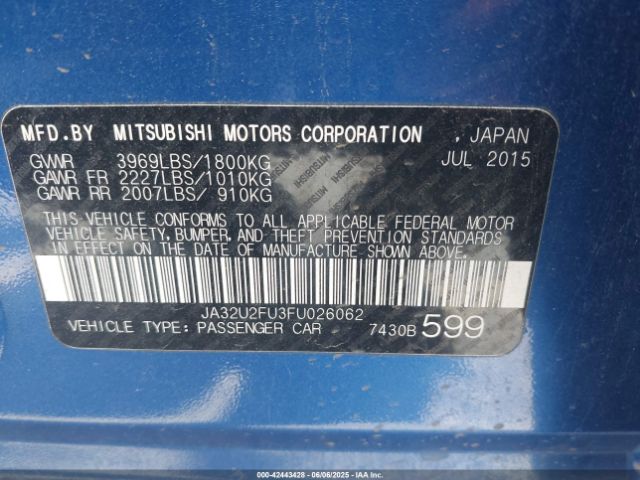 MFD.BY MITSUBISHI MOTORS CORPORATION , JAPAN
GVWR 3969LBS/1800KG JUL 2015
GAWR FR 2227LBS/1010KG
GAWR RR 2007LBS/ 910KG
THIS VEHICLE CONFORMS TO ALL APPLICABLE FEDERAL MOTOR
VEHICLE SAFETY, BUMPER, AND THEFT PREVENTION STANDARDS
IN EFFECT ON THE DATE OF MANUFACTURE SHOWN ABOVE.
JA32U2FU3FU026062
VEHICLE TYPE: PASSENGER CAR 7430B 599
000-42443428 - 06/06/2025 - IAA Inc.